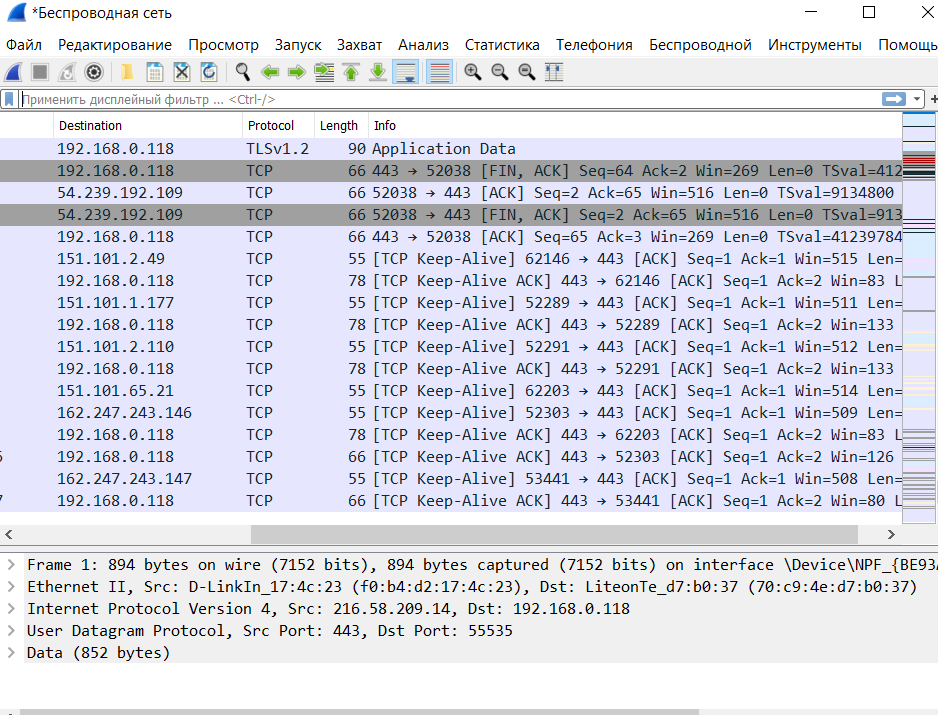 *Беспроводная сеть
Файл Редактирование Просмотр Запуск Захват Анализ Статистика Телефония Беспроводной Инструменты Помощь
Применить дисплейный фильтр ... <Ctrl-/>
Destination Protocol Length Info
192.168.0.118 TLSv1.2 90 Application Data
192.168.0.118 TCP 66 443 → 52038 [FIN, ACK] Seq=64 Ack=2 Win=269 Len=0 TSval=412
54.239.192.109 TCP 66 52038 → 443 [ACK] Seq=2 Ack=65 Win=516 Len=0 TSval=9134800
54.239.192.109 TCP 66 52038 → 443 [FIN, ACK] Seq=2 Ack=65 Win=516 Len=0 TSval=913
192.168.0.118 TCP 66 443 → 52038 [ACK] Seq=65 Ack=3 Win=269 Len=0 TSval=41239784
151.101.2.49 TCP 55 [TCP Keep-Alive] 62146 → 443 [ACK] Seq=1 Ack=1 Win=515 Len=
192.168.0.118 TCP 78 [TCP Keep-Alive ACK] 443 → 62146 [ACK] Seq=1 Ack=2 Win=83 L
151.101.1.177 TCP 55 [TCP Keep-Alive] 52289 → 443 [ACK] Seq=1 Ack=1 Win=511 Len=
192.168.0.118 TCP 78 [TCP Keep-Alive ACK] 443 → 52289 [ACK] Seq=1 Ack=2 Win=133
151.101.2.110 TCP 55 [TCP Keep-Alive] 52291 → 443 [ACK] Seq=1 Ack=1 Win=512 Len=
192.168.0.118 TCP 78 [TCP Keep-Alive ACK] 443 → 52291 [ACK] Seq=1 Ack=2 Win=133
151.101.65.21 TCP 55 [TCP Keep-Alive] 62203 → 443 [ACK] Seq=1 Ack=1 Win=514 Len=
162.247.243.146 TCP 55 [TCP Keep-Alive] 52303 → 443 [ACK] Seq=1 Ack=1 Win=509 Len=
192.168.0.118 TCP 78 [TCP Keep-Alive ACK] 443 → 62203 [ACK] Seq=1 Ack=2 Win=83 L
192.168.0.118 TCP 66 [TCP Keep-Alive ACK] 443 → 52303 [ACK] Seq=1 Ack=2 Win=126
162.247.243.147 TCP 55 [TCP Keep-Alive] 53441 → 443 [ACK] Seq=1 Ack=1 Win=508 Len=
192.168.0.118 TCP 66 [TCP Keep-Alive ACK] 443 → 53441 [ACK] Seq=1 Ack=2 Win=80 L
Frame 1: 894 bytes on wire (7152 bits), 894 bytes captured (7152 bits) on interface \Device\NPF_{BE93A
Ethernet II, Src: D-LinkIn_17:4c:23 (f0:b4:d2:17:4c:23), Dst: LiteonTe_d7:b0:37 (70:c9:4e:d7:b0:37)
Internet Protocol Version 4, Src: 216.58.209.14, Dst: 192.168.0.118
User Datagram Protocol, Src Port: 443, Dst Port: 55535
Data (852 bytes)